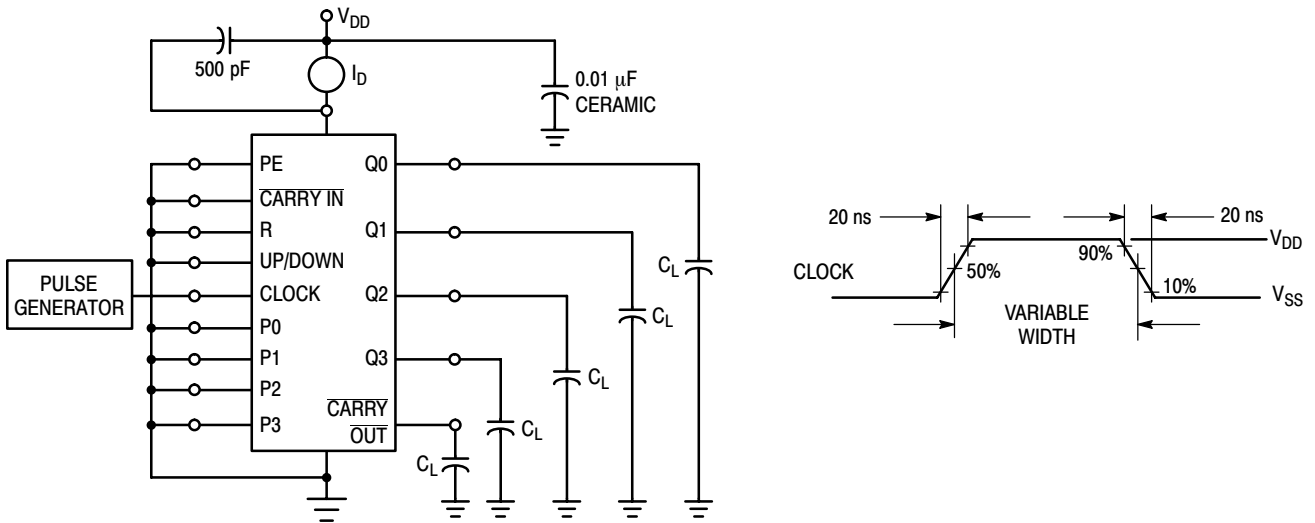 V_DD
500 pF
I_D
0.01 μF
CERAMIC
PE
CARRY IN
R
UP/DOWN
CLOCK
P0
P1
P2
P3
Q0
Q1
Q2
Q3
CARRY
OUT
PULSE
GENERATOR
C_L
C_L
C_L
C_L
C_L
20 ns
20 ns
CLOCK
50%
90%
10%
V_DD
V_SS
VARIABLE
WIDTH